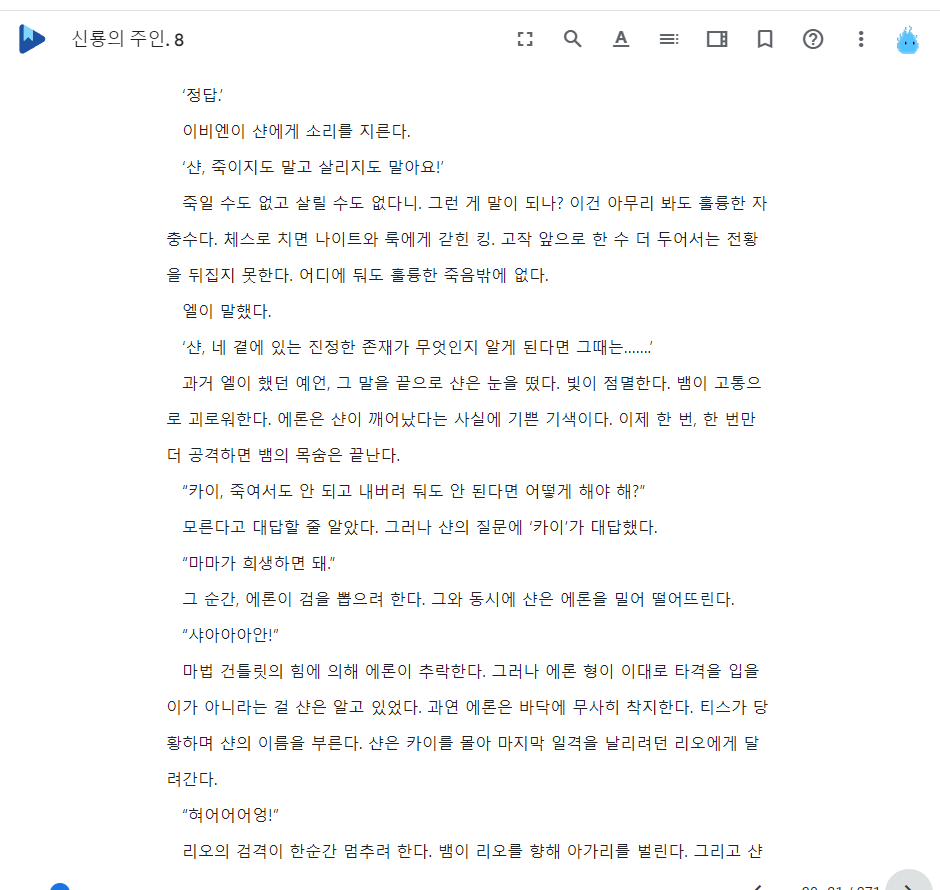 신룡의 주인. 8
‘정답.’
이비엔이 샨에게 소리를 지른다.
‘샨, 죽이지도 말고 살리지도 말아요!’
죽일 수도 없고 살릴 수도 없다니. 그런 게 말이 되나? 이건 아무리 봐도 훌륭한 자
충수다. 체스로 치면 나이트와 룩에게 갇힌 킹. 고작 앞으로 한 수 더 두어서는 전황
을 뒤집지 못한다. 어디에 둬도 훌륭한 죽음밖에 없다.
엘이 말했다.
‘샨, 네 곁에 있는 진정한 존재가 무엇인지 알게 된다면 그때는…….’
과거 엘이 했던 예언, 그 말을 끝으로 샨은 눈을 떴다. 빛이 점멸한다. 뱀이 고통으
로 괴로워한다. 에론은 샨이 깨어났다는 사실에 기쁜 기색이다. 이제 한 번, 한 번만
더 공격하면 뱀의 목숨은 끝난다.
“카이, 죽여서도 안 되고 내버려 둬도 안 된다면 어떻게 해야 해?”
모른다고 대답할 줄 알았다. 그러나 샨의 질문에 ‘카이’가 대답했다.
“마마가 희생하면 돼.”
그 순간, 에론이 검을 뽑으려 한다. 그와 동시에 샨은 에론을 밀어 떨어뜨린다.
“샤아아아안!”
마법 건틀릿의 힘에 의해 에론이 추락한다. 그러나 에론 형이 이대로 타격을 입을
이가 아니라는 걸 샨은 알고 있었다. 과연 에론은 바닥에 무사히 착지한다. 티스가 당
황하며 샨의 이름을 부른다. 샨은 카이를 몰아 마지막 일격을 날리려던 리오에게 달
려간다.
“혀어어어엉!”
리오의 검격이 한순간 멈추려 한다. 뱀이 리오를 향해 아가리를 벌린다. 그리고 샨